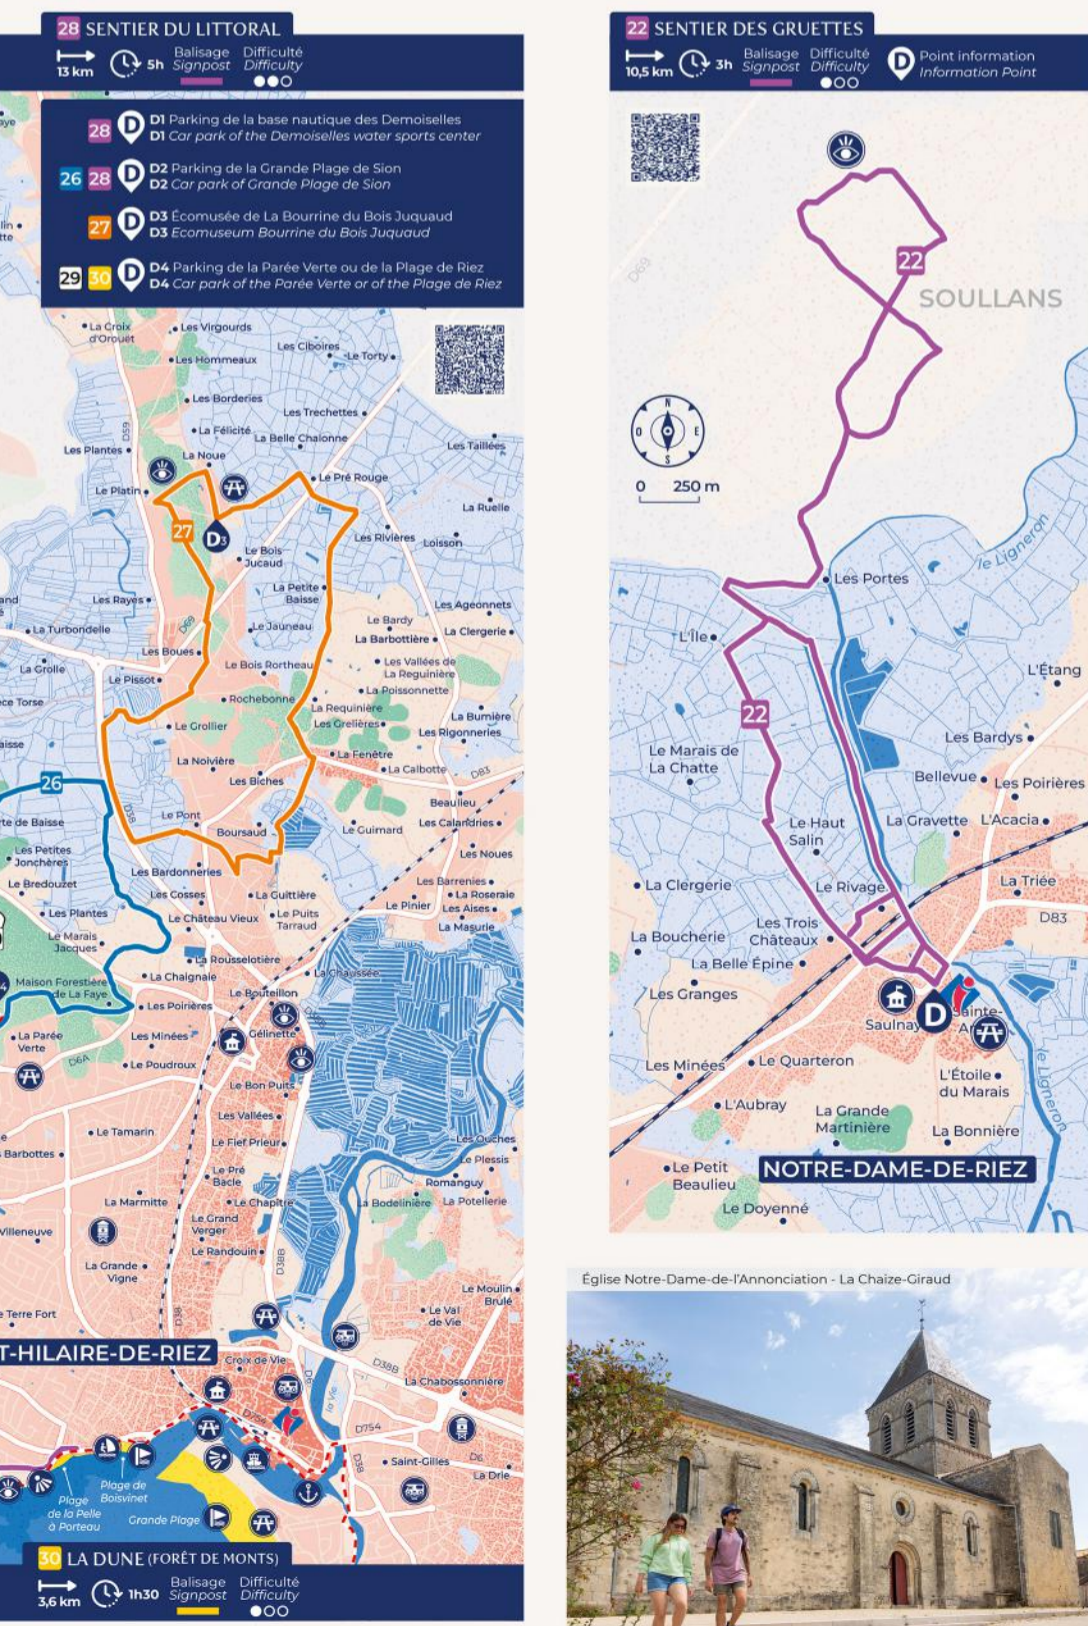 28 SENTIER DU LITTORAL
13 km
5h
Balisage
Signpost
Difficulté
Difficulty
28 D D1 Parking de la base nautique des Demoiselles
D1 Car park of the Demoiselles water sports center
26 28 D D2 Parking de la Grande Plage de Sion
D2 Car park of Grande Plage de Sion
27 D D3 Écomusée de La Bourrine du Bois Juquaud
D3 Ecomuseum Bourrine du Bois Juquaud
29 30 D D4 Parking de la Parée Verte ou de la Plage de Riez
D4 Car park of the Parée Verte or of the Plage de Riez
La Croix
d'Orouët
Les Virgourds
Les Ciboires
Le Torty
Les Hommeaux
Les Borderies
Les Trechettes
D59
La Félicité
La Belle Chalonne
Les Taillées
Les Plantes
La Noue
Le Pré Rouge
Le Platin
La Ruelle
27
D3
Les Rivières
Loisson
Le Bois
Jucaud
La Petite
Baisse
Les Rayes
Les Ageonnets
La Turbondelle
D69
Le Jauneau
Le Bardy
La Barbottière
La Clergerie
Les Boues
La Grolle
Le Bois Rortheau
Les Vallées de
La Reguinière
Le Pissot
La Poissonnette
Rochebonne
La Requinière
Les Grelières
La Bumière
Les Rigonneries
Le Grollier
La Noivière
La Fenêtre
La Calbotte
D83
Les Biches
26
Beaulieu
D38
Le Pont
Boursaud
Le Guimard
Les Calandries
Les Petites
Jonchères
Les Noues
Le Bredouzet
Les Bardonneries
Les Barrenies
Les Cosses
La Guittière
La Roseraie
Les Plantes
Le Château Vieux
Le Puits
Tarraud
Le Pinier
Les Aises
La Masurie
Le Marais
Jacques
La Rousselotière
Maison Forestière
de La Faye
La Chaignaie
La Chaussée
Le Bouteillon
Les Poirières
La Parée
Verte
Les Minées
Gélinette
D6A
Le Poudroux
Le Bon Puits
Les Vallées
Le Tamarin
Le Fief Prieur
Les Ouches
Le Plessis
Barbottes
Le Pré
Bacle
Romanguy
La Marmitte
Le Chapitre
La Bodelinière
La Potellerie
Villeneuve
Le Grand
Verger
Le Randouin
La Grande
Vigne
D38B
Le Moulin
Brulé
Terre Fort
D38
Le Val
de Vie
T-HILAIRE-DE-RIEZ
Croix de Vie
D38B
La Chabossonnière
la Vie
D754
D754
D6
Saint-Gilles
La Drie
D38
Plage
de la Pelle
à Porteau
Plage de
Boisvinet
Grande Plage
30 LA DUNE (FORÊT DE MONTS)
3,6 km
1h30
Balisage
Signpost
Difficulté
Difficulty
22 SENTIER DES GRUETTES
10,5 km
3h
Balisage
Signpost
Difficulté
Difficulty
D Point information
Information Point
D69
22
SOULLANS
N
O E
S
0 250 m
le Ligneron
Les Portes
L'Île
L'Étang
22
Le Marais de
La Chatte
Les Bardys
Bellevue
Les Poirières
Le Haut
Salin
La Gravette
L'Acacia
La Clergerie
Le Rivage
La Triée
Les Trois
Châteaux
D83
La Boucherie
La Belle Épine
Les Granges
Saulnay
D
Sainte-
Les Minées
Le Quarteron
L'Étoile
du Marais
le Ligneron
L'Aubray
La Grande
Martinière
La Bonnière
Le Petit
Beaulieu
NOTRE-DAME-DE-RIEZ
Le Doyenné
Église Notre-Dame-de-l'Annonciation - La Chaize-Giraud